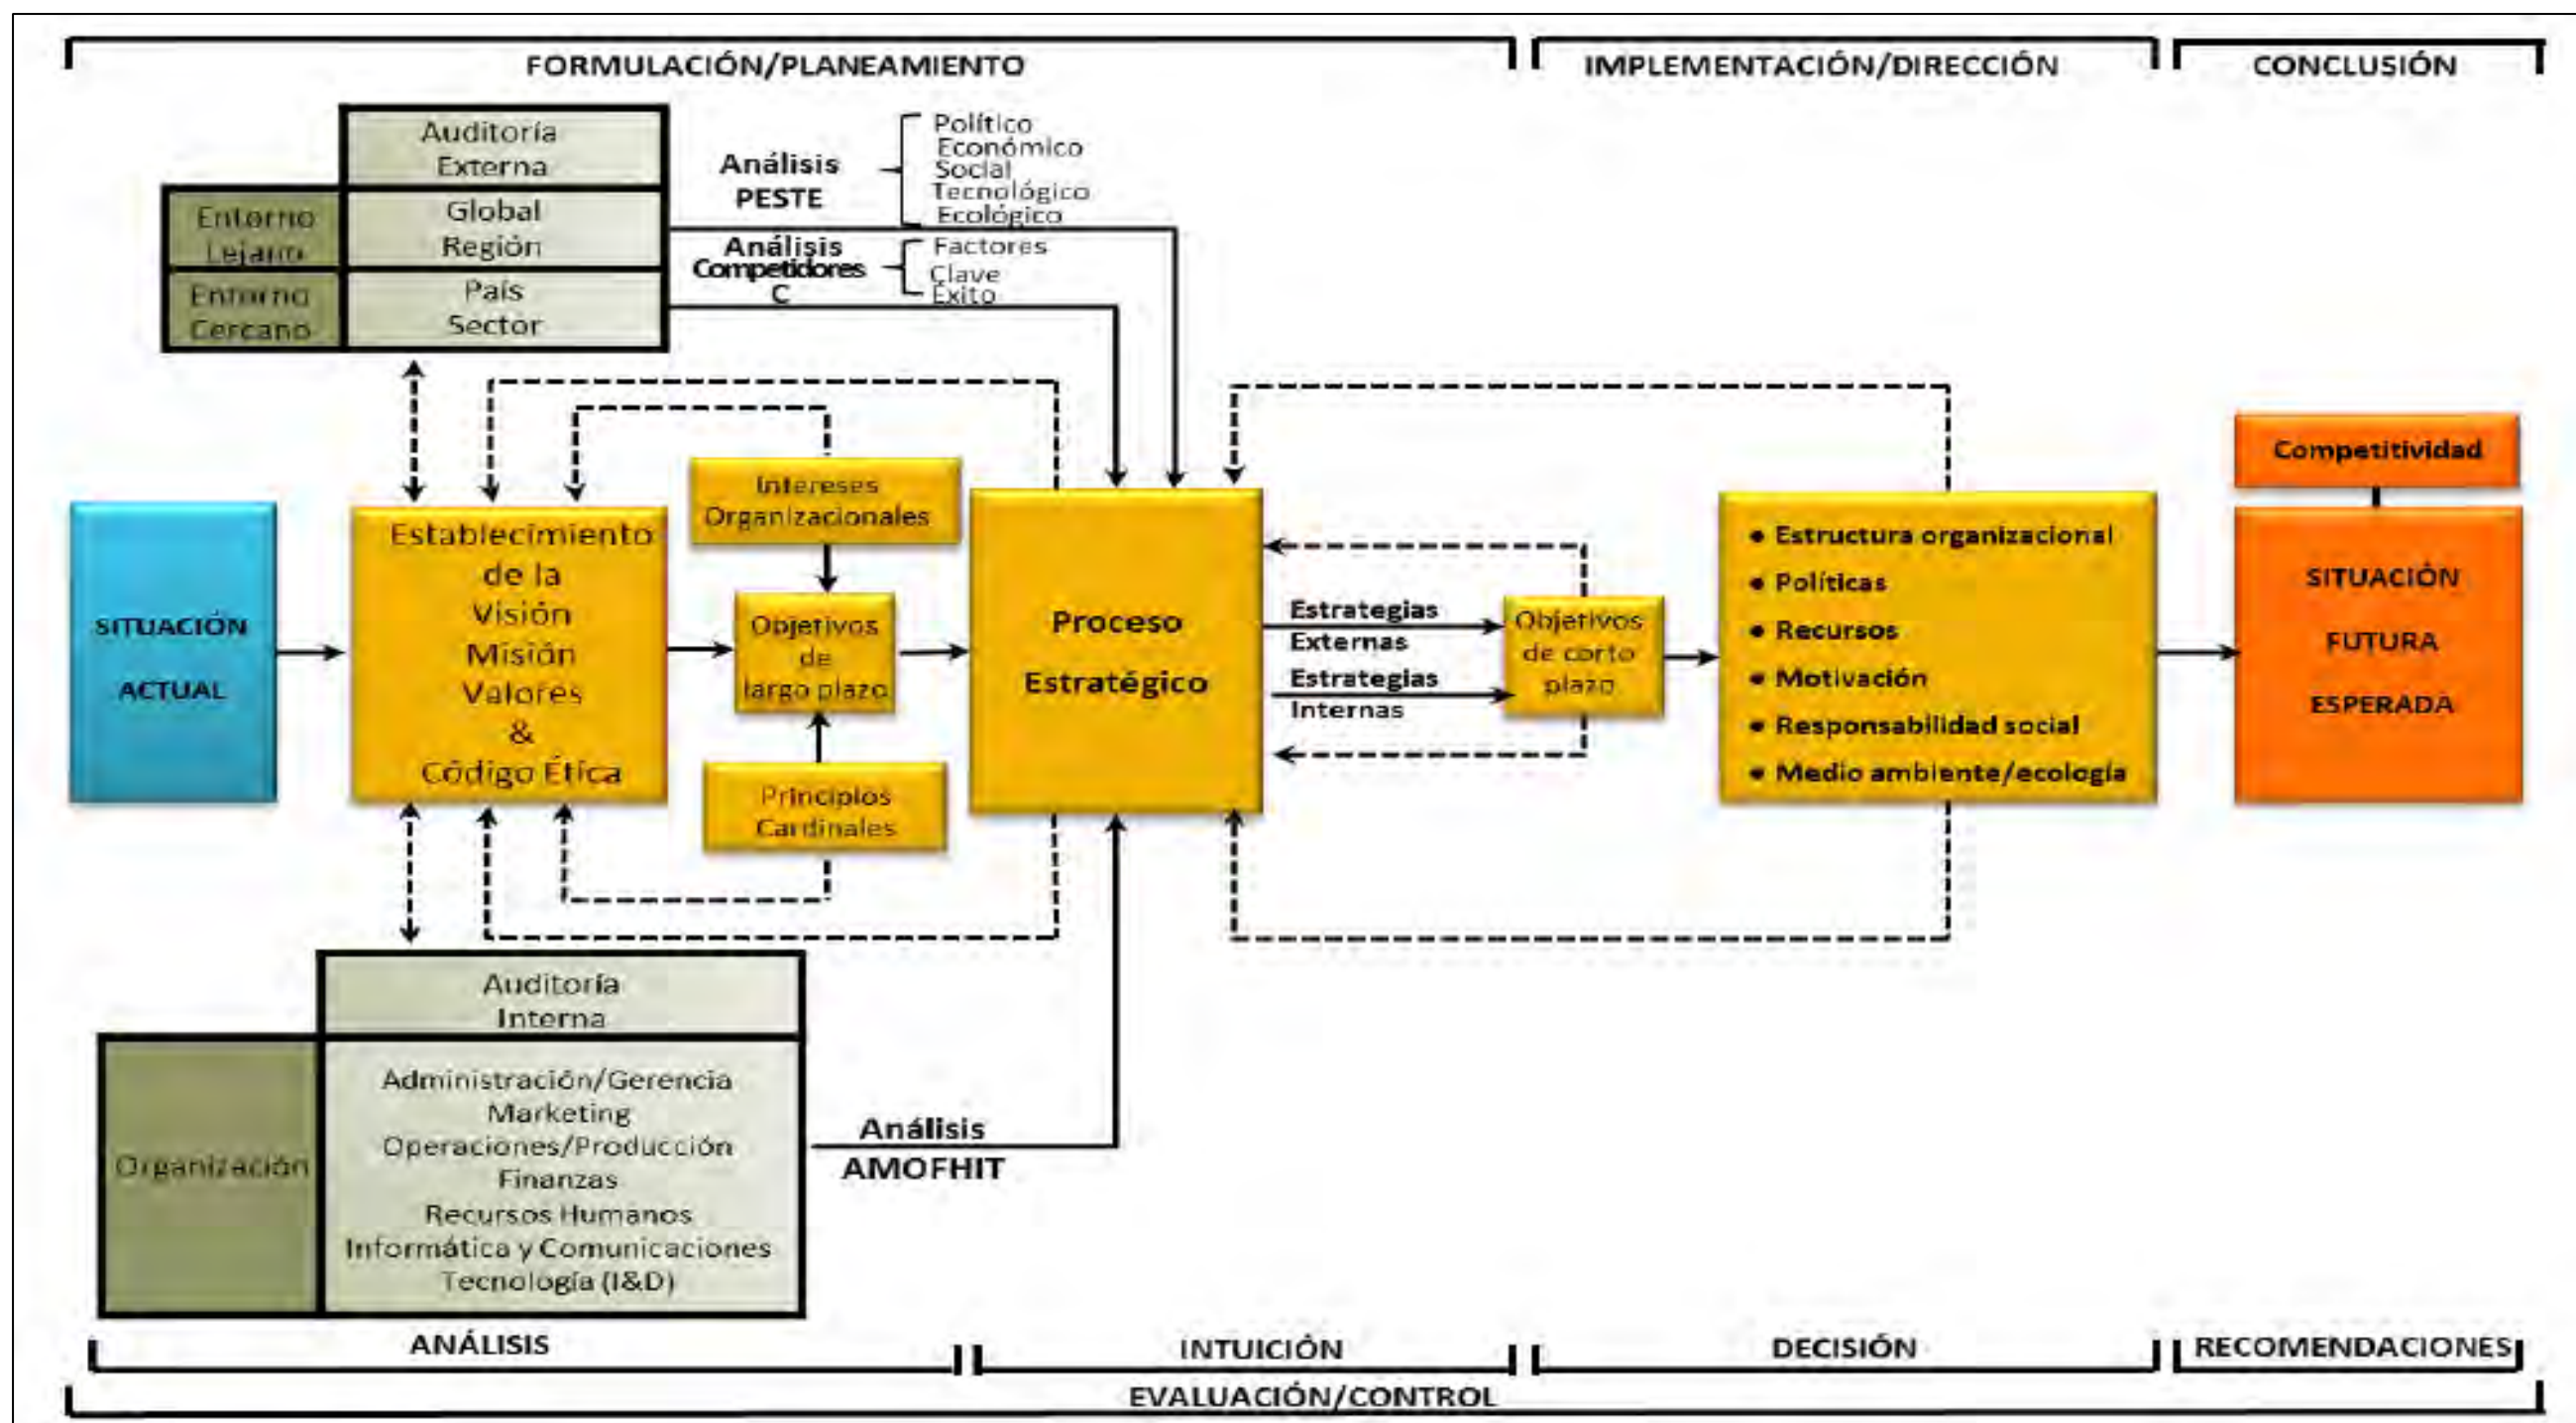 FORMULACIÓN/PLANEAMIENTO
IMPLEMENTACIÓN/DIRECCIÓN
CONCLUSIÓN
Auditoría
Externa
Entorno
Lejano
Global
Región
Entorno
Cercano
País
Sector
Análisis
PESTE
Político
Económico
Social
Tecnológico
Ecológico
Análisis
Competidores
C
Factores
Clave
Éxito
SITUACIÓN
ACTUAL
Establecimiento
de la
Visión
Misión
Valores
&
Código Ética
Intereses
Organizacionales
Objetivos
de
largo plazo
Principios
Cardinales
Proceso
Estratégico
Estrategias
Externas
Estrategias
Internas
Objetivos
de corto
plazo
• Estructura organizacional
• Políticas
• Recursos
• Motivación
• Responsabilidad social
• Medio ambiente/ecología
Competitividad
SITUACIÓN
FUTURA
ESPERADA
Auditoría
Interna
Organización
Administración/Gerencia
Marketing
Operaciones/Producción
Finanzas
Recursos Humanos
Informática y Comunicaciones
Tecnología (I&D)
Análisis
AMOFHIT
ANÁLISIS
INTUICIÓN
DECISIÓN
RECOMENDACIONES
EVALUACIÓN/CONTROL